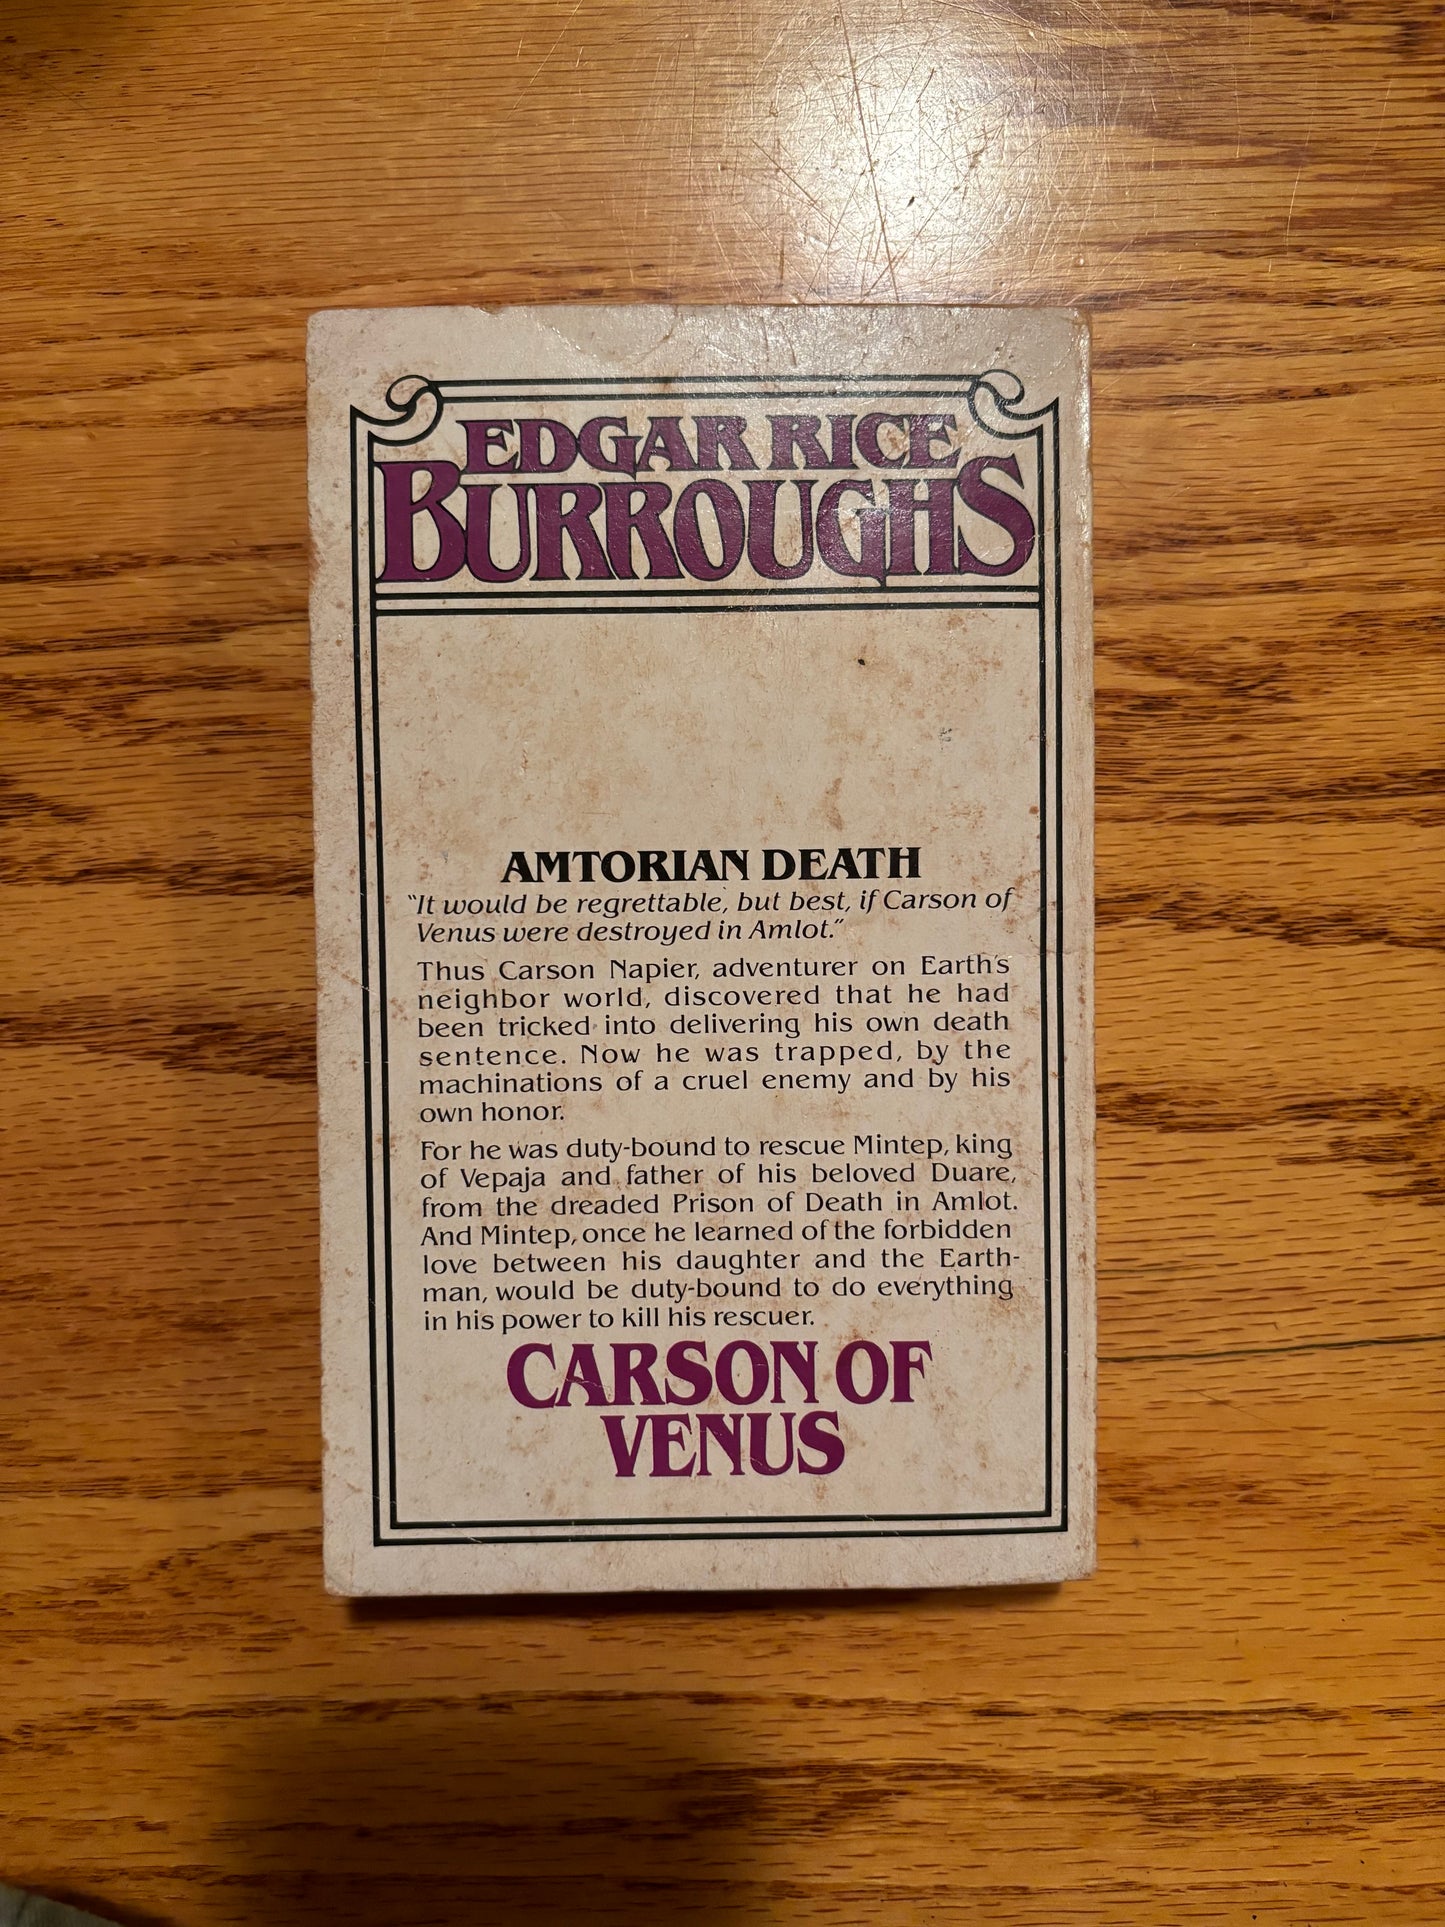 EDGAR RICE
BURROUGHS
AMTORIAN DEATH
"It would be regrettable, but best, if Carson of
Venus were destroyed in Amlot."
Thus Carson Napier, adventurer on Earth's
neighbor world, discovered that he had
been tricked into delivering his own death
sentence. Now he was trapped, by the
machinations of a cruel enemy and by his
own honor.
For he was duty-bound to rescue Mintep, king
of Vepaja and father of his beloved Duare,
from the dreaded Prison of Death in Amlot.
And Mintep, once he learned of the forbidden
love between his daughter and the Earth-
man, would be duty-bound to do everything
in his power to kill his rescuer.
CARSON OF
VENUS